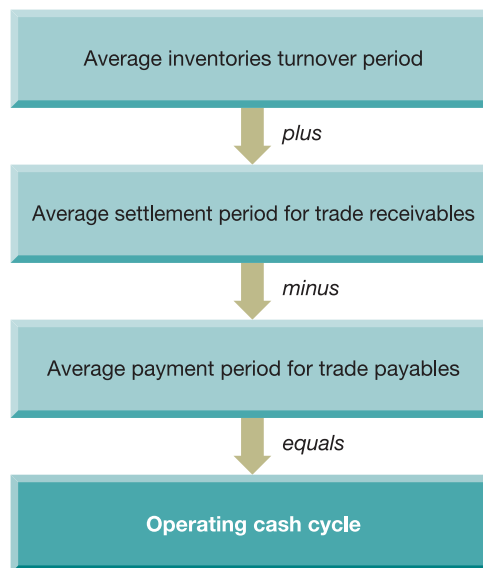 Average inventories turnover period
plus
Average settlement period for trade receivables
minus
Average payment period for trade payables
equals
Operating cash cycle